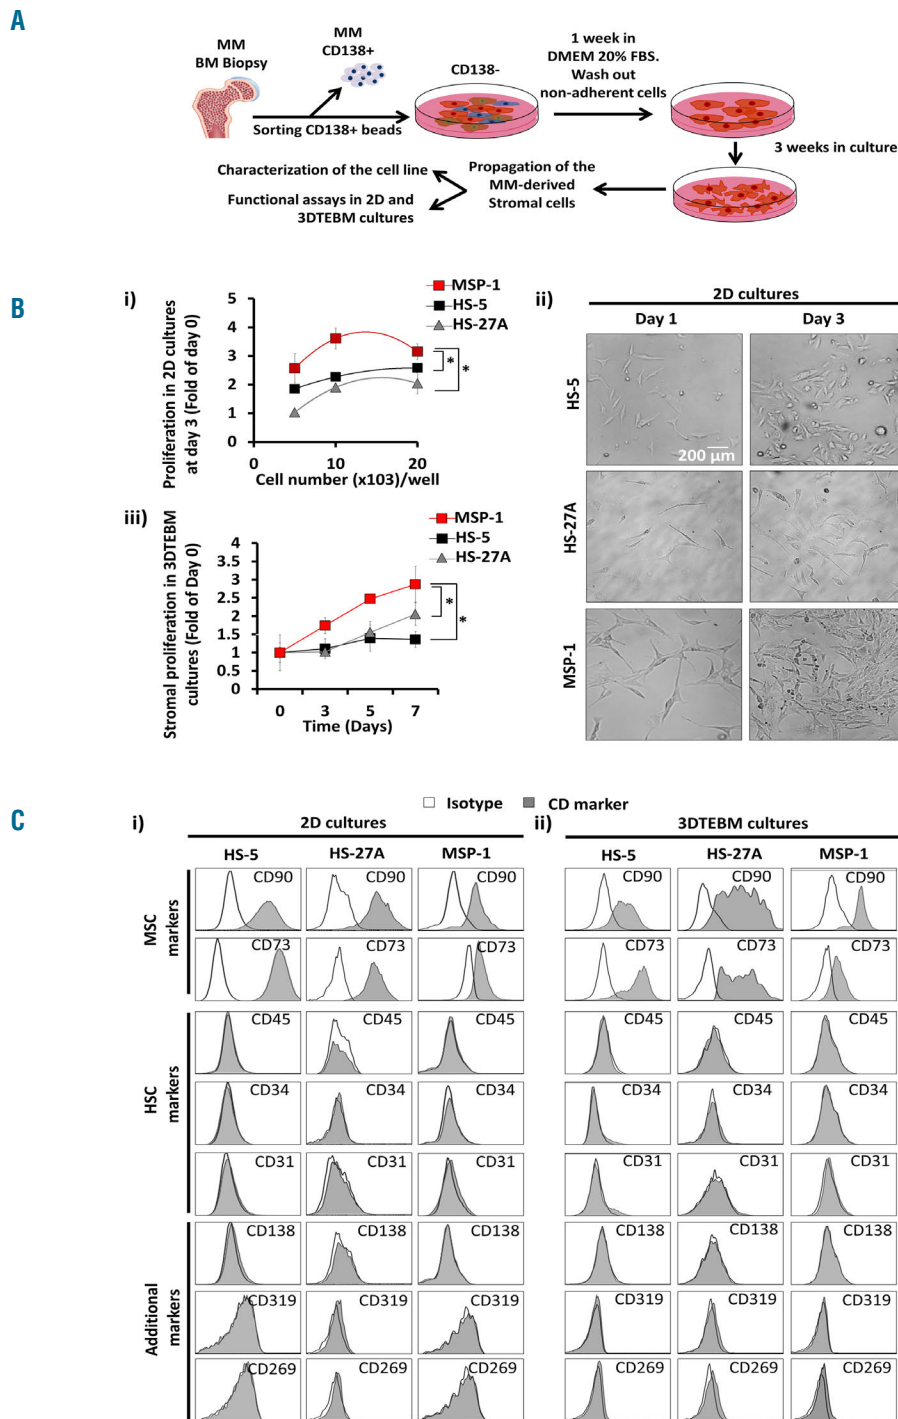 A
MM
BM Biopsy
MM
CD138+
Sorting CD138+ beads
CD138-
1 week in
DMEM 20% FBS.
Wash out
non-adherent cells
3 weeks in culture
Propagation of the
MM-derived
Stromal cells
Characterization of the cell line
Functional assays in 2D and
3DTEBM cultures
B
i)
MSP-1
HS-5
HS-27A
Proliferation in 2D cultures
at day 3 (Fold of day 0)
5
4
3
2
1
0
0 10 20
Cell number (x103)/well
*
*
ii)
2D cultures
Day 1 Day 3
HS-5
200 µm
HS-27A
MSP-1
iii)
MSP-1
HS-5
HS-27A
Stromal proliferation in 3DTEBM
cultures (Fold of Day 0)
4
3.5
3
2.5
2
1.5
1
0.5
0
0 3 5 7
Time (Days)
*
*
C
Isotype CD marker
i)
2D cultures
HS-5 HS-27A MSP-1
ii)
3DTEBM cultures
HS-5 HS-27A MSP-1
MSC
markers
CD90 CD90 CD90 CD90 CD90 CD90
CD73 CD73 CD73 CD73 CD73 CD73
HSC
markers
CD45 CD45 CD45 CD45 CD45 CD45
CD34 CD34 CD34 CD34 CD34 CD34
CD31 CD31 CD31 CD31 CD31 CD31
Additional
markers
CD138 CD138 CD138 CD138 CD138 CD138
CD319 CD319 CD319 CD319 CD319 CD319
CD269 CD269 CD269 CD269 CD269 CD269